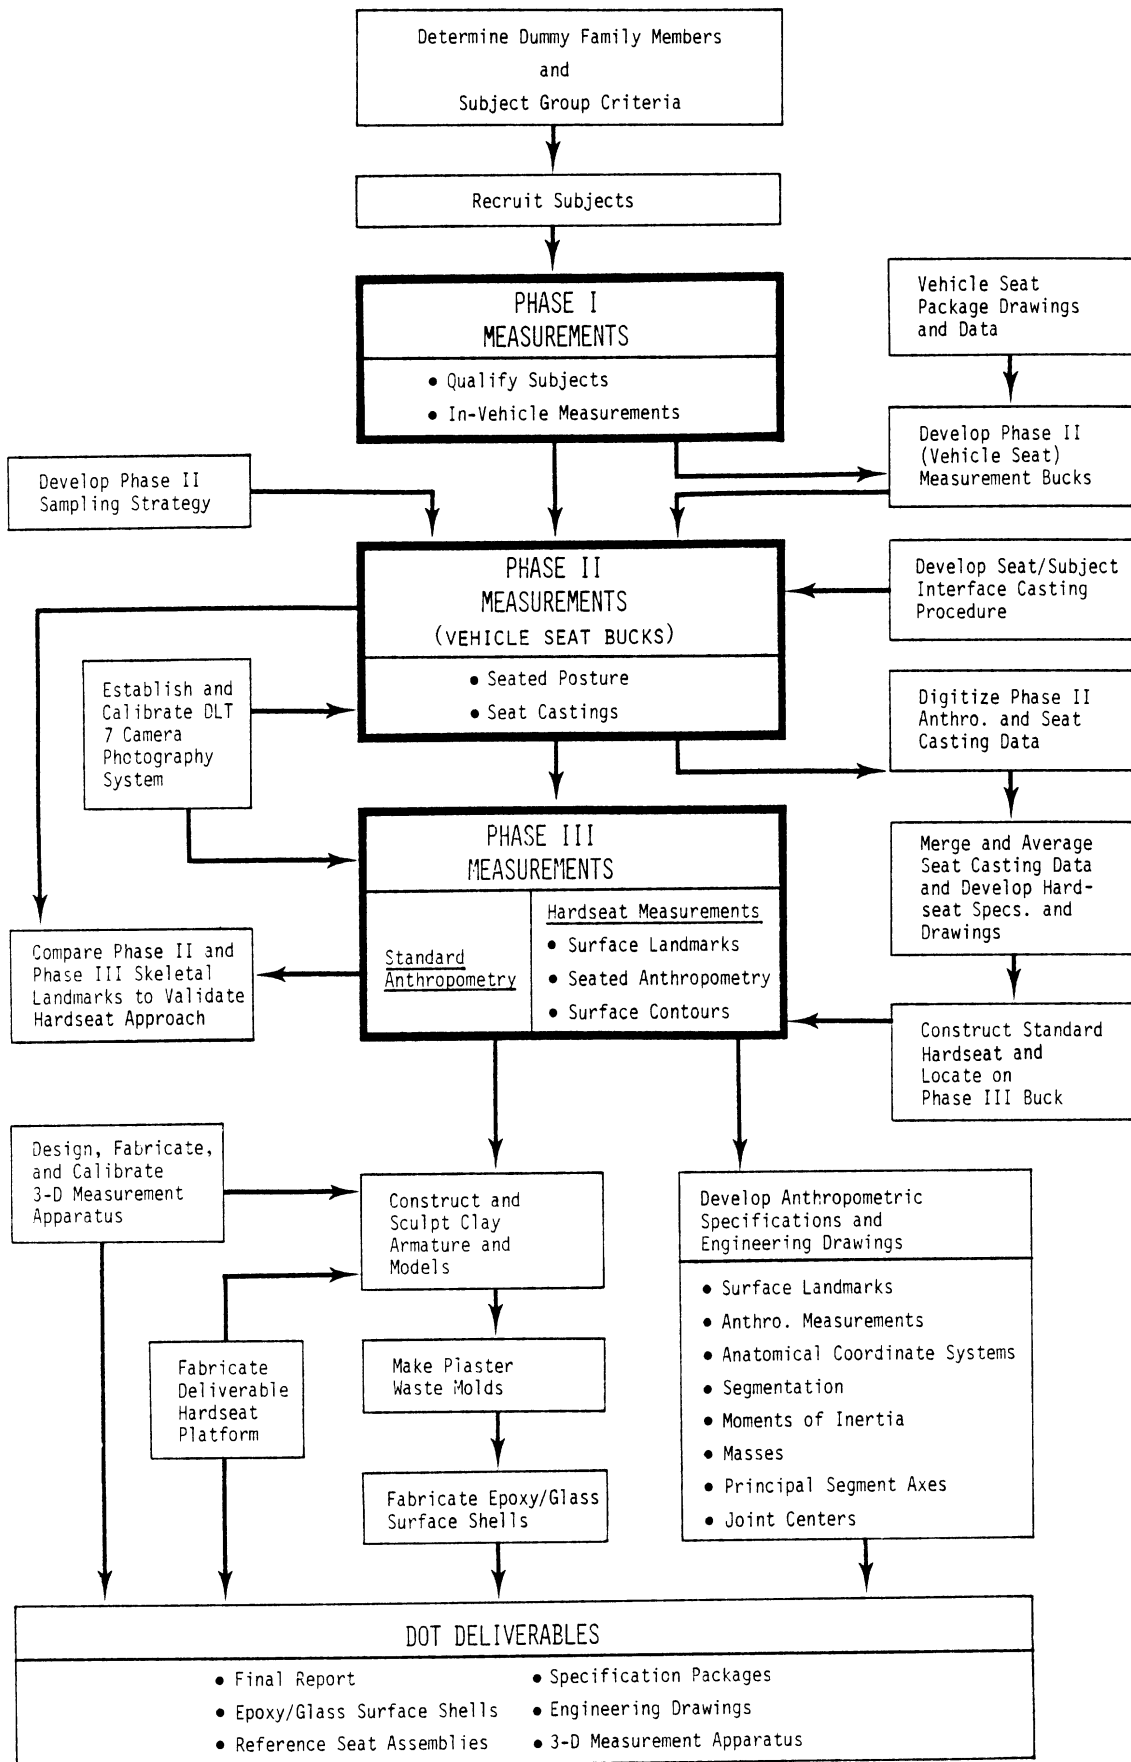 Determine Dummy Family Members
and
Subject Group Criteria
Recruit Subjects
PHASE I
MEASUREMENTS
• Qualify Subjects
• In-Vehicle Measurements
Vehicle Seat
Package Drawings
and Data
Develop Phase II
(Vehicle Seat)
Measurement Bucks
Develop Phase II
Sampling Strategy
PHASE II
MEASUREMENTS
(VEHICLE SEAT BUCKS)
• Seated Posture
• Seat Castings
Develop Seat/Subject
Interface Casting
Procedure
Establish and
Calibrate DLT
7 Camera
Photography
System
Digitize Phase II
Anthro. and Seat
Casting Data
PHASE III
MEASUREMENTS
Standard
Anthropometry
Hardseat Measurements
• Surface Landmarks
• Seated Anthropometry
• Surface Contours
Merge and Average
Seat Casting Data
and Develop Hard-
seat Specs. and
Drawings
Compare Phase II and
Phase III Skeletal
Landmarks to Validate
Hardseat Approach
Construct Standard
Hardseat and
Locate on
Phase III Buck
Design, Fabricate,
and Calibrate
3-D Measurement
Apparatus
Construct and
Sculpt Clay
Armature and
Models
Develop Anthropometric
Specifications and
Engineering Drawings
• Surface Landmarks
• Anthro. Measurements
• Anatomical Coordinate Systems
• Segmentation
• Moments of Inertia
• Masses
• Principal Segment Axes
• Joint Centers
Fabricate
Deliverable
Hardseat
Platform
Make Plaster
Waste Molds
Fabricate Epoxy/Glass
Surface Shells
DOT DELIVERABLES
• Final Report
• Epoxy/Glass Surface Shells
• Reference Seat Assemblies
• Specification Packages
• Engineering Drawings
• 3-D Measurement Apparatus